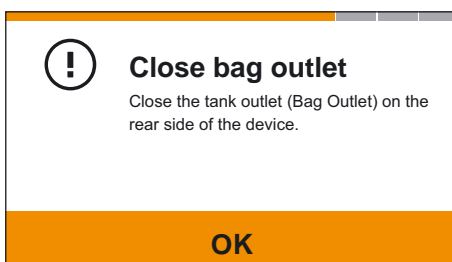 Close bag outlet
Close the tank outlet (Bag Outlet) on the
rear side of the device.
OK